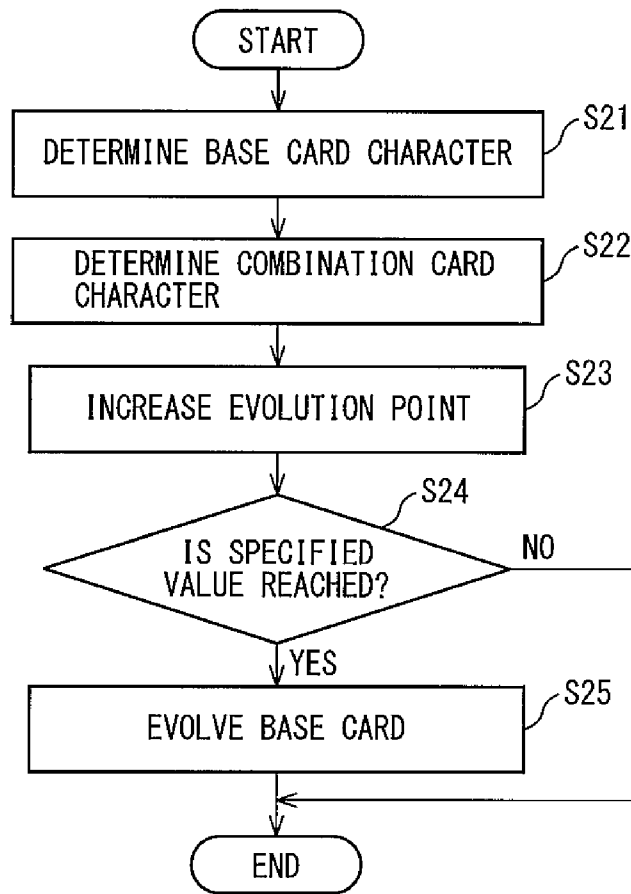 START
S21
DETERMINE BASE CARD CHARACTER
S22
DETERMINE COMBINATION CARD
CHARACTER
S23
INCREASE EVOLUTION POINT
S24
IS SPECIFIED
VALUE REACHED?
NO
YES
S25
EVOLVE BASE CARD
END